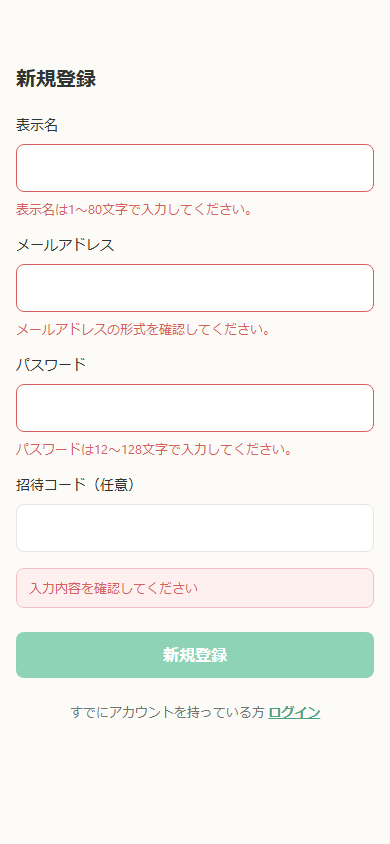 新規登録
表示名
表示名は1〜80文字で入力してください。
メールアドレス
メールアドレスの形式を確認してください。
パスワード
パスワードは12〜128文字で入力してください。
招待コード（任意）
入力内容を確認してください
新規登録
すでにアカウントを持っている方 ログイン